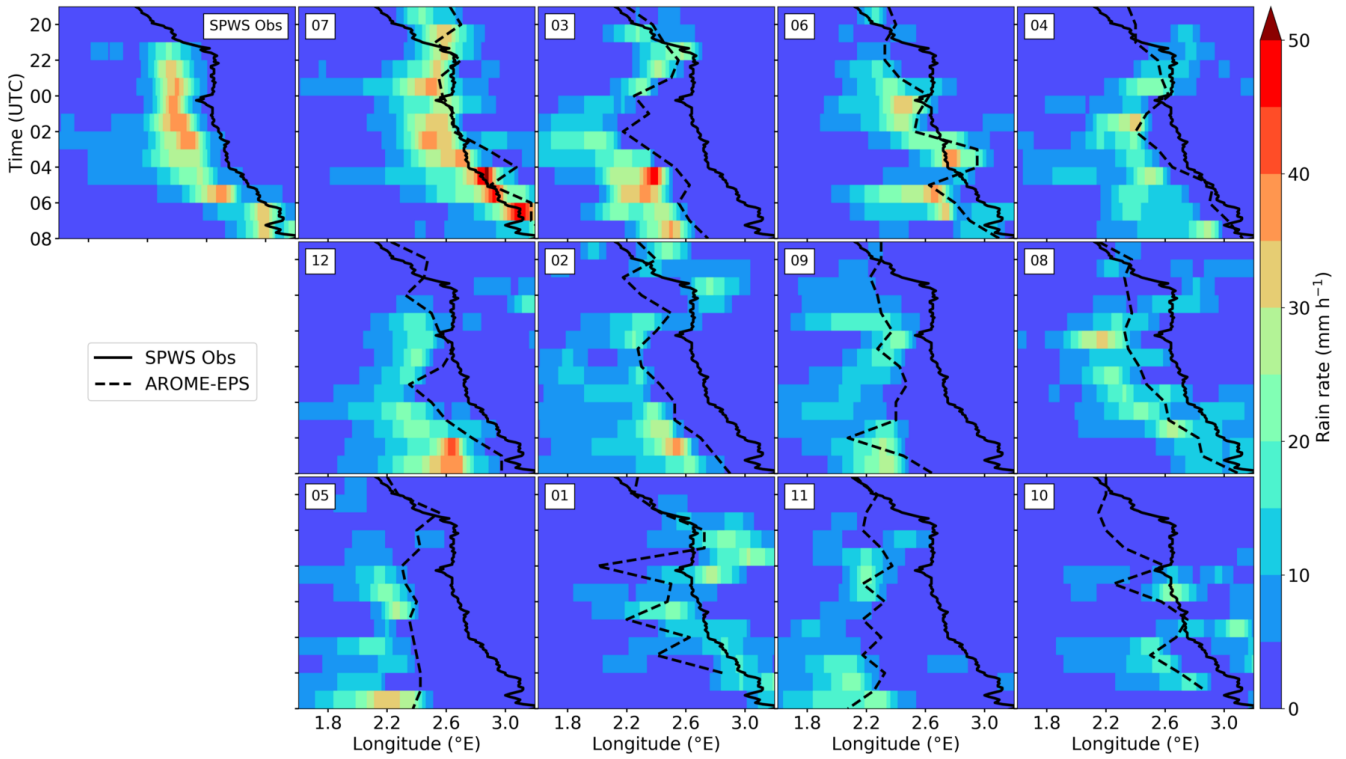 SPWS Obs
07
03
06
04
20
22
00
02
04
06
08
Time (UTC)
12
02
09
08
SPWS Obs
AROME-EPS
05
01
11
10
1.8 2.2 2.6 3.0
1.8 2.2 2.6 3.0
1.8 2.2 2.6 3.0
1.8 2.2 2.6 3.0
Longitude (°E)
Longitude (°E)
Longitude (°E)
Longitude (°E)
50
40
30
20
10
0
Rain rate (mm h⁻¹)